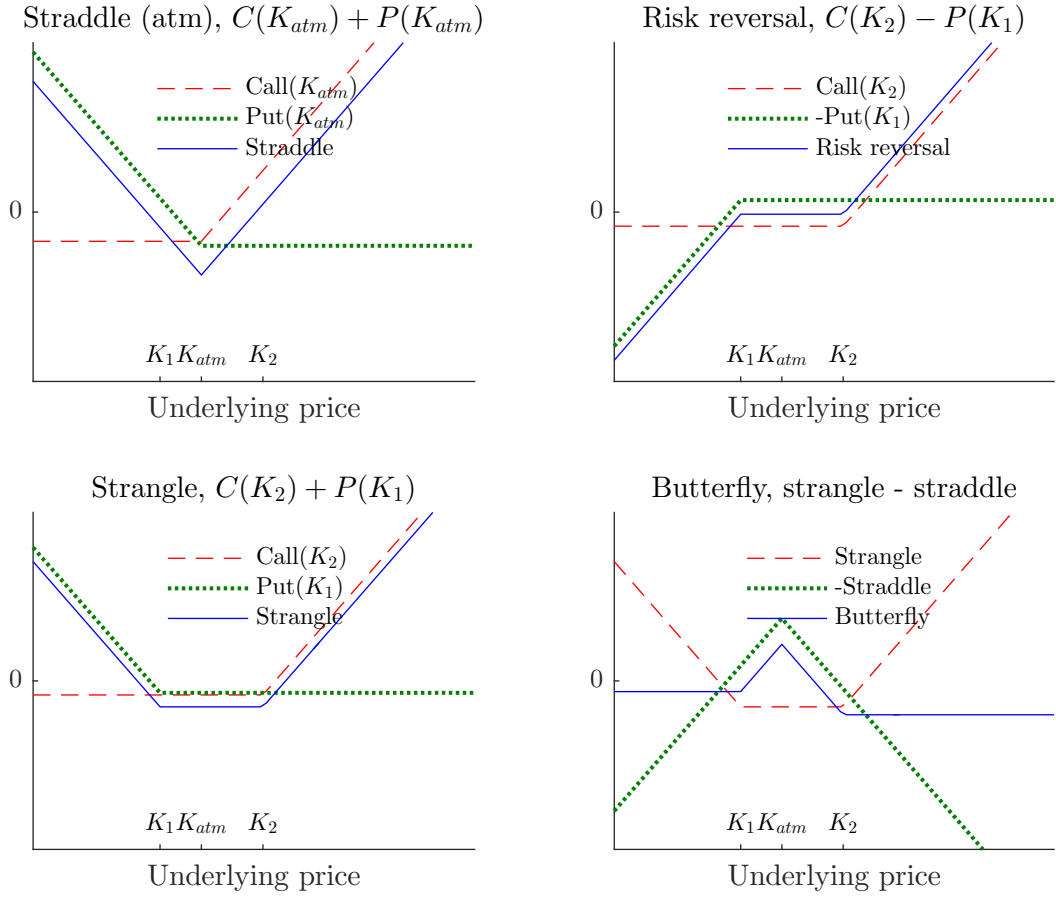 Straddle (atm), C(K_atm) + P(K_atm)
Call(K_atm)
Put(K_atm)
Straddle
0
K_1 K_atm K_2
Underlying price
Risk reversal, C(K_2) − P(K_1)
Call(K_2)
-Put(K_1)
Risk reversal
0
K_1 K_atm K_2
Underlying price
Strangle, C(K_2) + P(K_1)
Call(K_2)
Put(K_1)
Strangle
0
K_1 K_atm K_2
Underlying price
Butterfly, strangle - straddle
Strangle
-Straddle
Butterfly
0
K_1 K_atm K_2
Underlying price